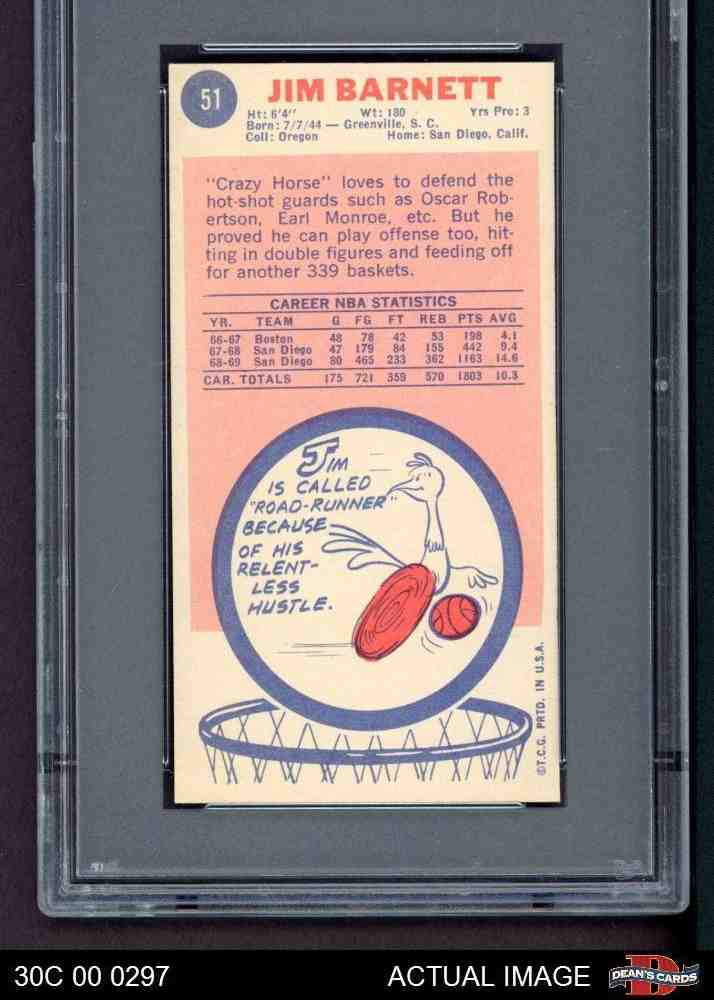 51
JIM BARNETT
Ht: 6'4" Wt: 180 Yrs Pro: 3
Born: 7/7/44 — Greenville, S. C.
Coll: Oregon Home: San Diego, Calif.
"Crazy Horse" loves to defend the
hot-shot guards such as Oscar Rob-
ertson, Earl Monroe, etc. But he
proved he can play offense too, hit-
ting in double figures and feeding off
for another 339 baskets.
CAREER NBA STATISTICS
YR. TEAM G FG FT REB PTS AVG
66-67 Boston 48 78 42 53 198 4.1
67-68 San Diego 47 179 84 155 442 9.4
68-69 San Diego 80 465 233 362 1163 14.6
CAR. TOTALS 175 721 359 570 1803 10.3
JIM
IS CALLED
"ROAD-RUNNER"
BECAUSE
OF HIS
RELENT-
LESS
HUSTLE.
©T.C.G. PRTD. IN U.S.A.
30C 00 0297 ACTUAL IMAGE
D
DEAN'S CARDS